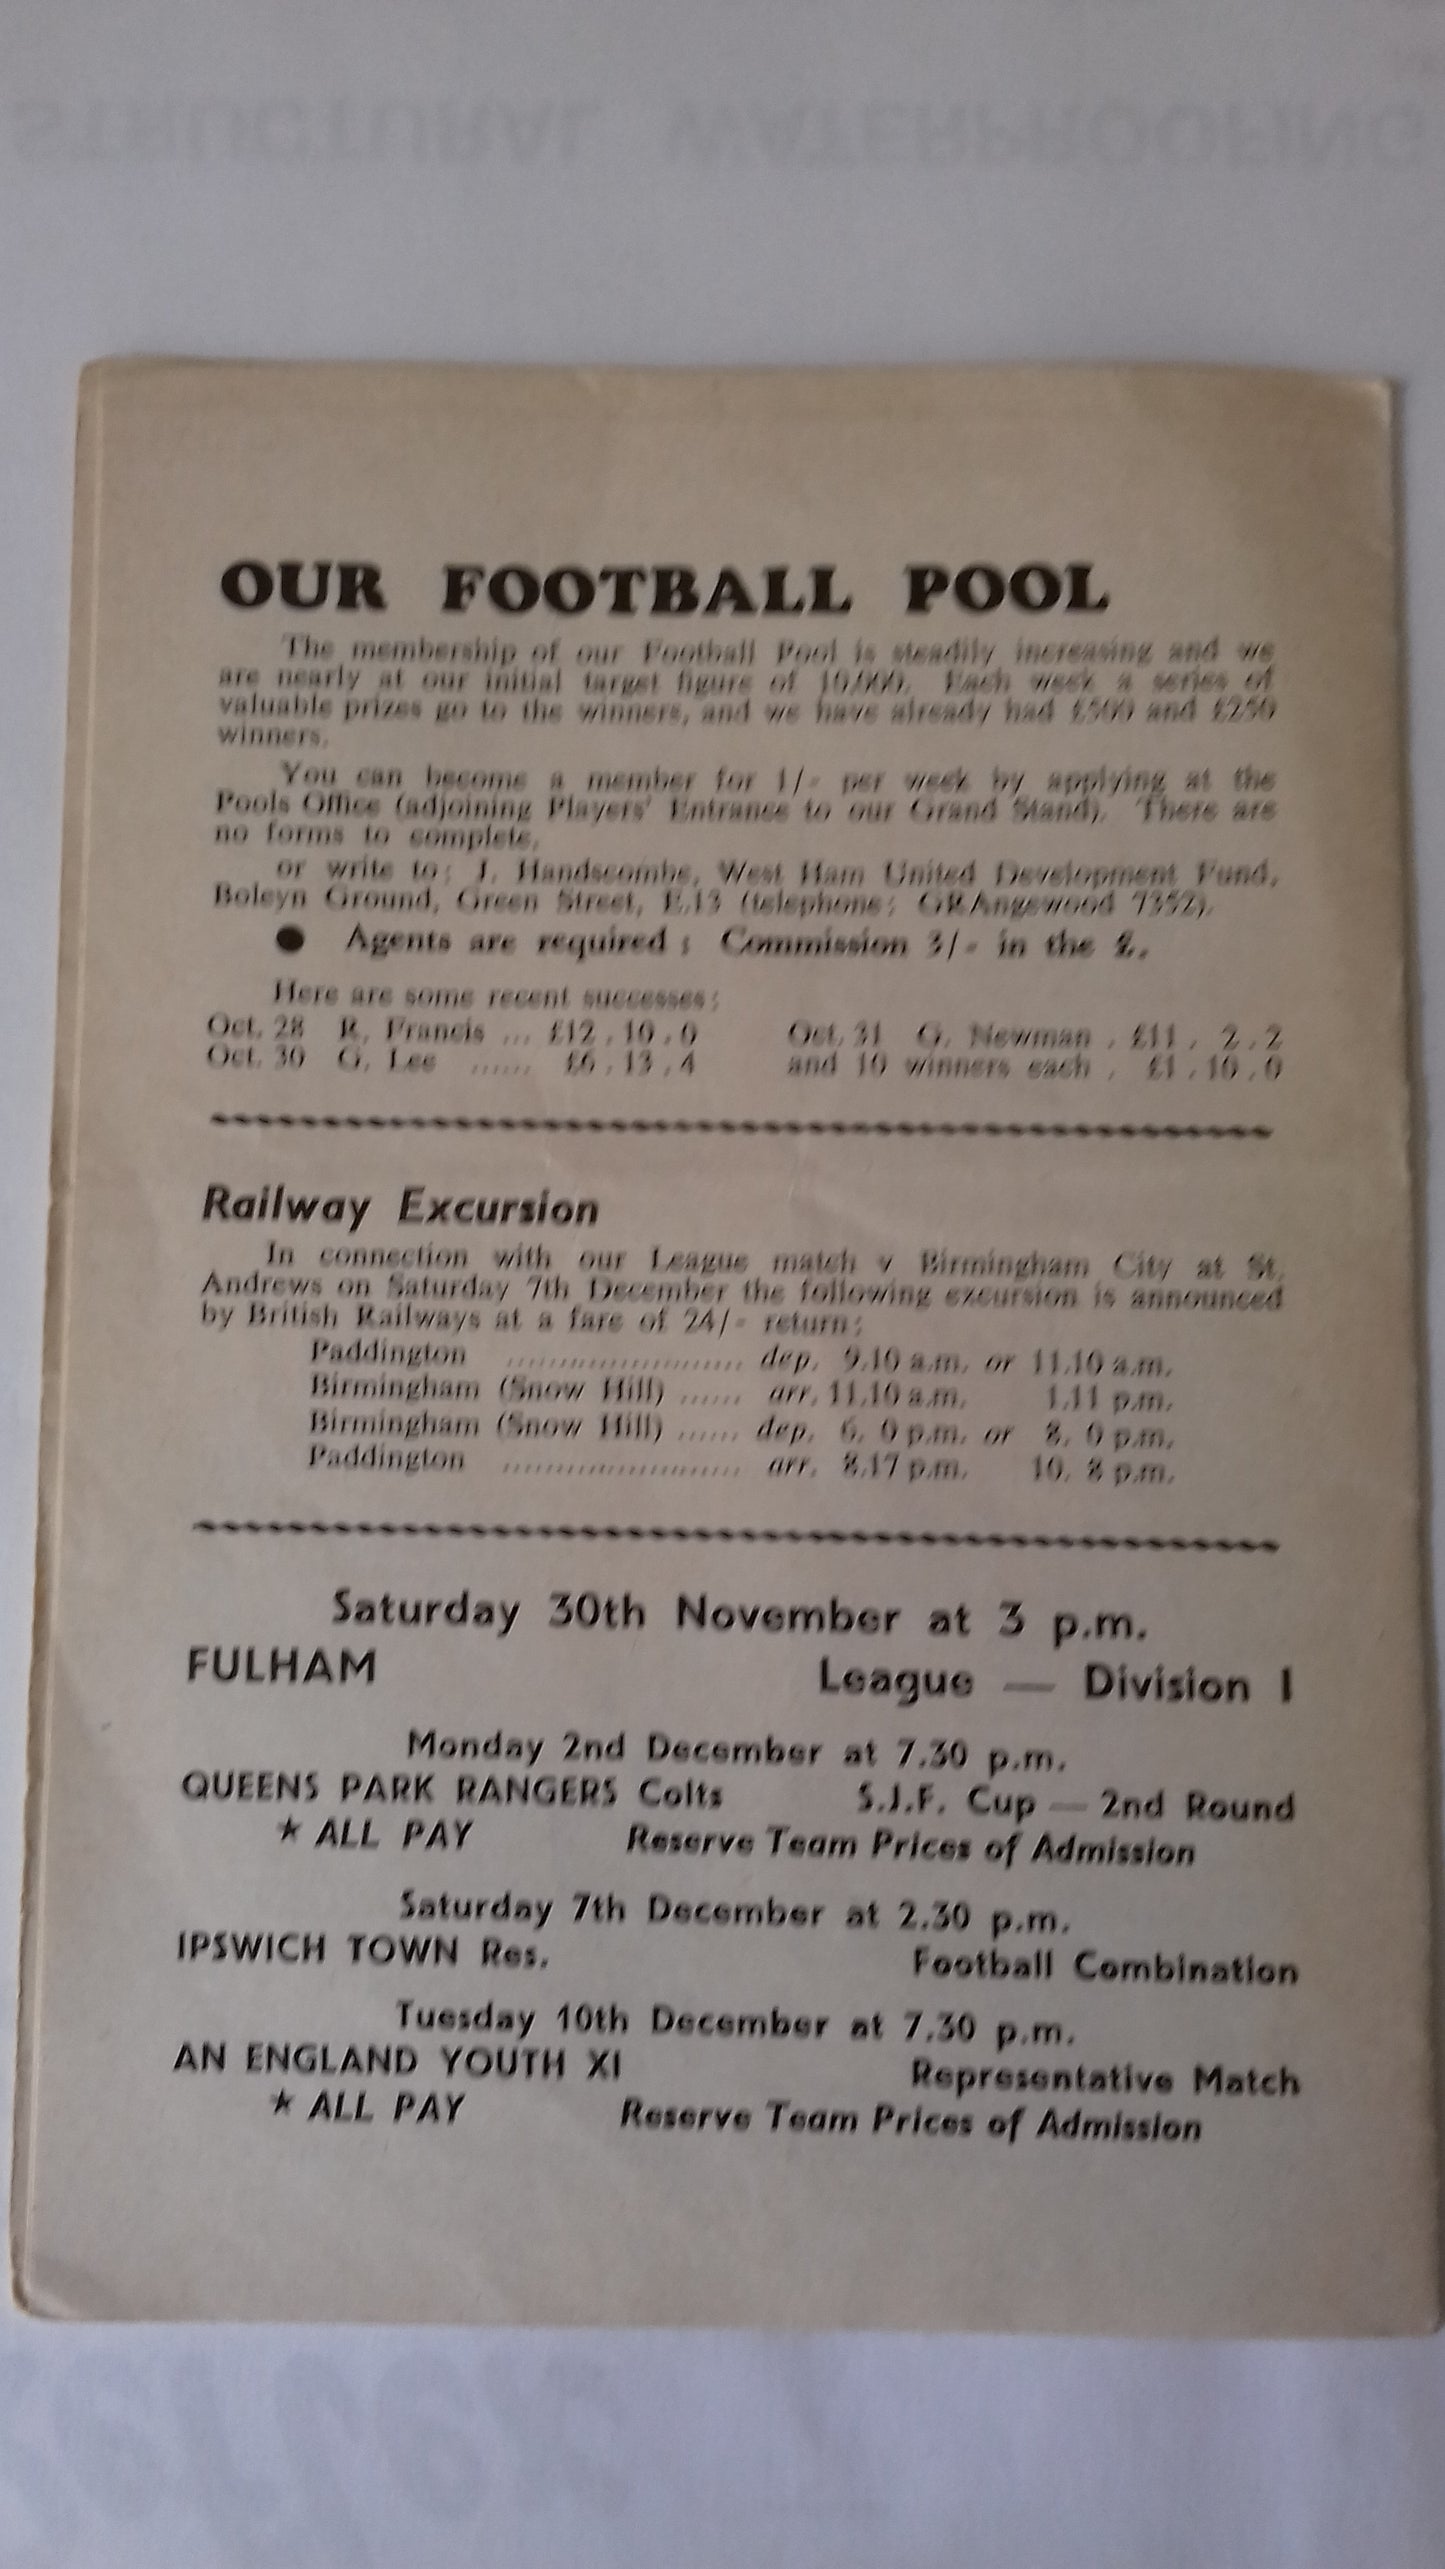 STRUCTURAL WATERPROOFING
OUR FOOTBALL POOL
The membership of our Football Pool is steadily increasing and we
are nearly at our initial target figure of 10,000. Each week a series of
valuable prizes go to the winners, and we have already had £500 and £250
winners.
You can become a member for 1/- per week by applying at the
Pools Office (adjoining Players' Entrance to our Grand Stand). There are
no forms to complete,
or write to: J. Handscombe, West Ham United Development Fund,
Boleyn Ground, Green Street, E.13 (telephone: GRAngewood 7352).
● Agents are required : Commission 3/- in the £.
Here are some recent successes:
Oct. 28 R. Francis ... £12 . 10 . 0 Oct. 31 G. Newman . £11 . 2 . 2
Oct. 30 G. Lee ...... £6 . 13 . 4 and 10 winners each . £1 . 10 . 0
Railway Excursion
In connection with our League match v Birmingham City at St.
Andrews on Saturday 7th December the following excursion is announced
by British Railways at a fare of 24/- return:
Paddington ........................ dep. 9.10 a.m. or 11.10 a.m.
Birmingham (Snow Hill) ...... arr. 11.10 a.m. 1.11 p.m.
Birmingham (Snow Hill) ...... dep. 6. 0 p.m. or 8. 0 p.m.
Paddington ........................ arr. 8.17 p.m. 10. 8 p.m.
Saturday 30th November at 3 p.m.
FULHAM League — Division I
Monday 2nd December at 7.30 p.m.
QUEENS PARK RANGERS Colts S.J.F. Cup — 2nd Round
★ ALL PAY Reserve Team Prices of Admission
Saturday 7th December at 2.30 p.m.
IPSWICH TOWN Res. Football Combination
Tuesday 10th December at 7.30 p.m.
AN ENGLAND YOUTH XI Representative Match
★ ALL PAY Reserve Team Prices of Admission